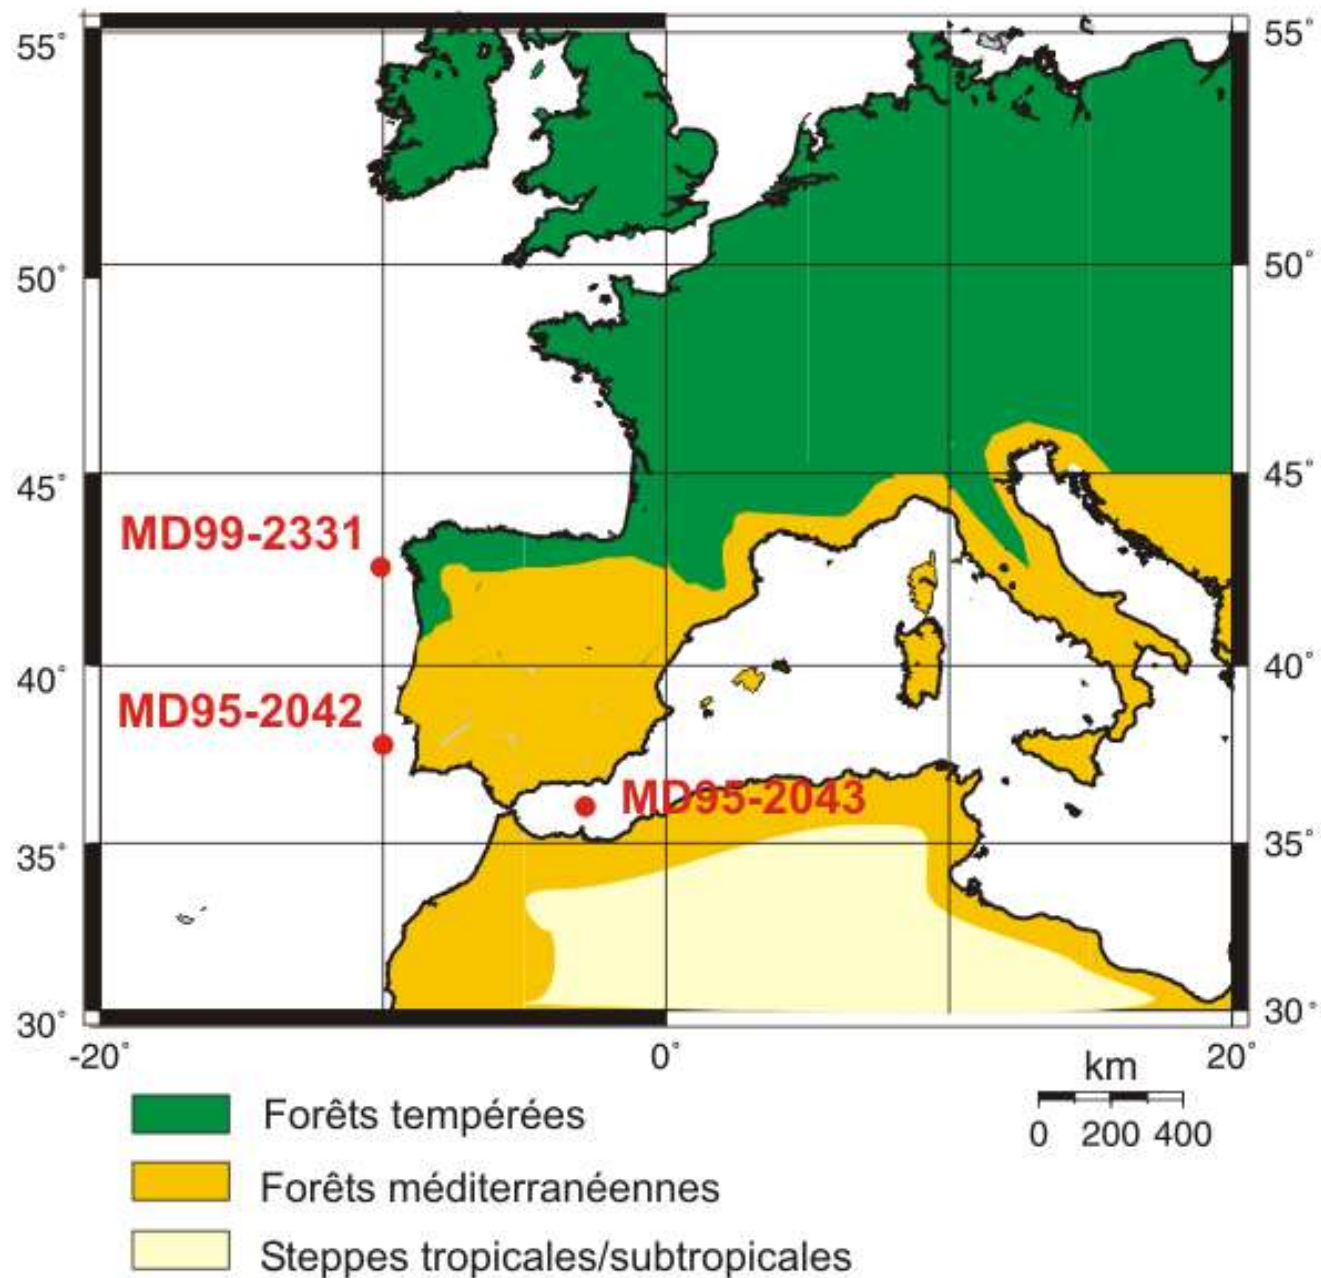 55° 55°
50° 50°
45° 45°
MD99-2331
40° 40°
MD95-2042
MD95-2043
35° 35°
30° 30°
-20° 0° 20°
km
0 200 400
Forêts tempérées
Forêts méditerranéennes
Steppes tropicales/subtropicales